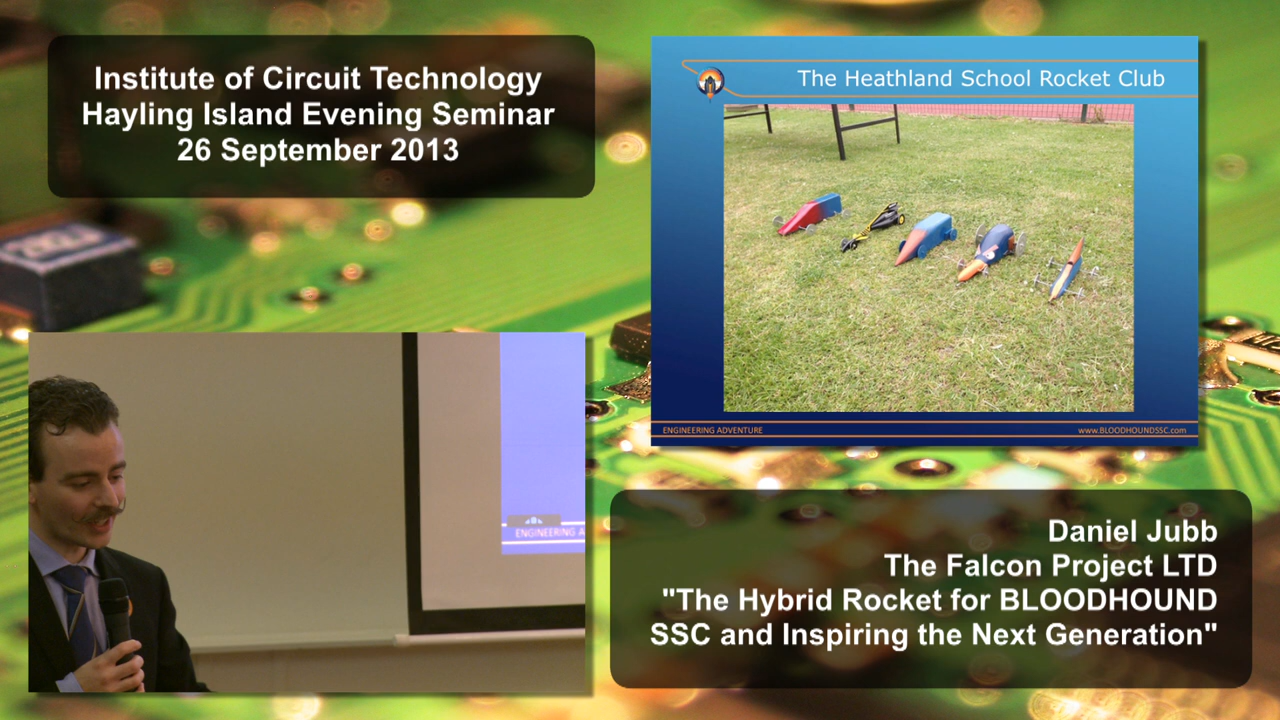 Institute of Circuit Technology
Hayling Island Evening Seminar
26 September 2013
The Heathland School Rocket Club
ENGINEERING ADVENTURE
www.BLOODHOUNDSSC.com
ENGINEERING A
Daniel Jubb
The Falcon Project LTD
"The Hybrid Rocket for BLOODHOUND
SSC and Inspiring the Next Generation"